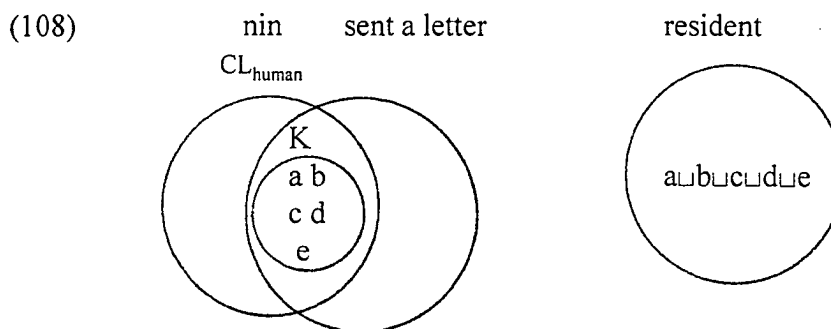 (108) nin sent a letter resident
CL_human
K
a b
c d a⊔b⊔c⊔d⊔e
e